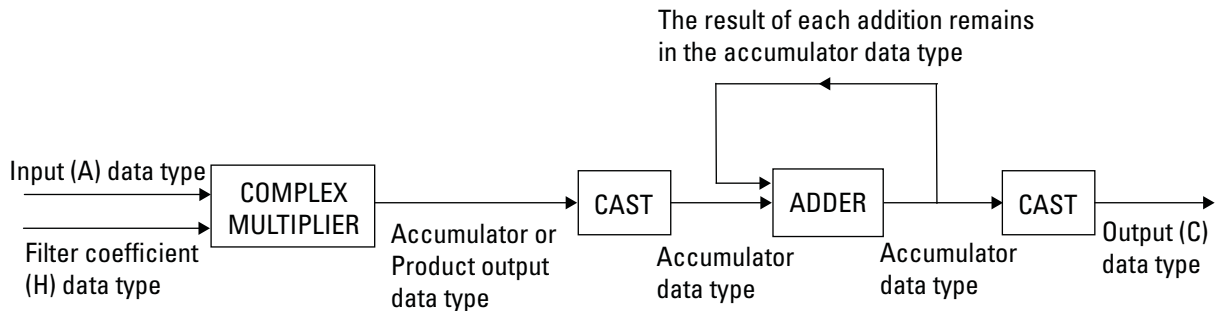 The result of each addition remains
in the accumulator data type
Input (A) data type
COMPLEX
MULTIPLIER
Filter coefficient
(H) data type
Accumulator or
Product output
data type
CAST
Accumulator
data type
ADDER
Accumulator
data type
CAST
Output (C)
data type